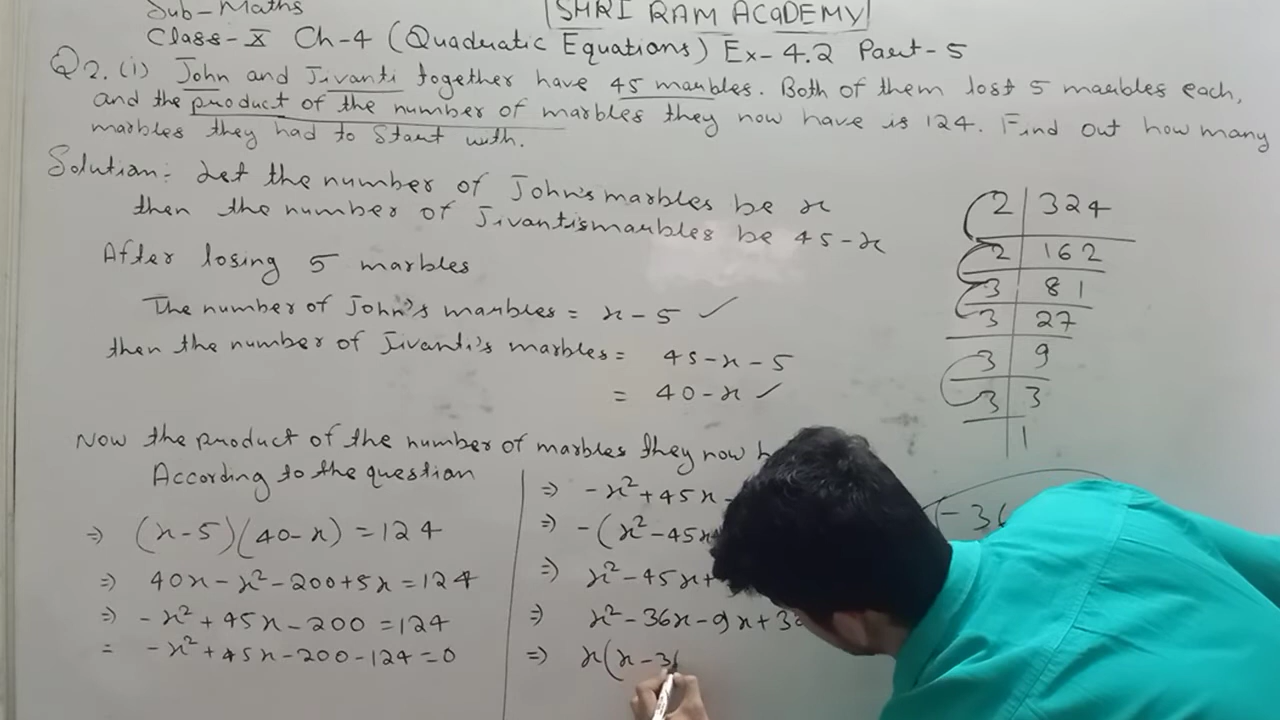 Sub-Maths
SHRI RAM ACADEMY
Class-X Ch-4 (Quadratic Equations) Ex-4.2 Part-5
Q2.(i) John and Jivanti together have 45 marbles. Both of them lost 5 marbles each,
and the product of the number of marbles they now have is 124. Find out how many
marbles they had to start with.
Solution:- Let the number of John's marbles be x
then the number of Jivantis marbles be 45-x
After losing 5 marbles
The number of John's marbles = x-5 ✓
then the number of Jivanti's marbles = 45-x-5
= 40-x ✓
Now the product of the number of marbles they now
According to the question
⇒ (x-5)(40-x) = 124
⇒ 40x-x²-200+5x = 124
⇒ -x²+45x-200 = 124
= -x²+45x-200-124=0
⇒ -x²+45x-
⇒ -(x²-45x
⇒ x²-45x+
⇒ x²-36x-9x+32
⇒ x(x-36
2 | 324
2 | 162
3 | 81
3 | 27
3 | 9
3 | 3
| 1
-36